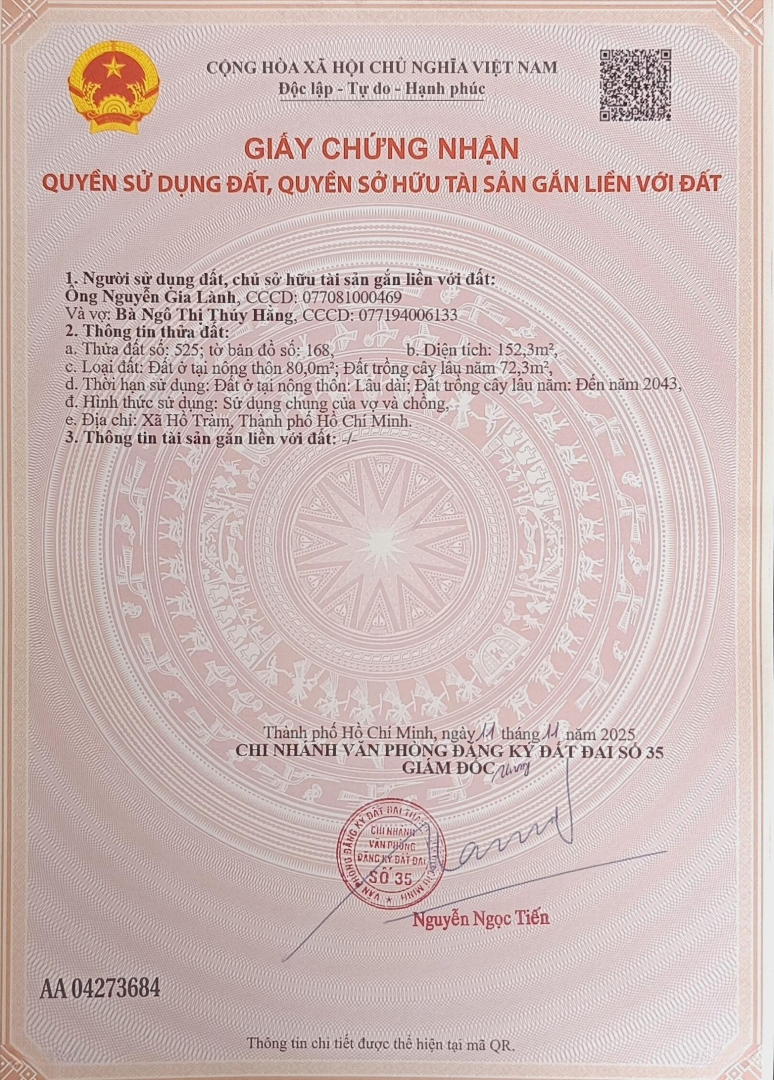 CỘNG HÒA XÃ HỘI CHỦ NGHĨA VIỆT NAM
Độc lập - Tự do - Hạnh phúc
GIẤY CHỨNG NHẬN
QUYỀN SỬ DỤNG ĐẤT, QUYỀN SỞ HỮU TÀI SẢN GẮN LIỀN VỚI ĐẤT
1. Người sử dụng đất, chủ sở hữu tài sản gắn liền với đất:
Ông Nguyễn Gia Lành, CCCD: 077081000469
Và vợ: Bà Ngô Thị Thúy Hằng, CCCD: 077194006133
2. Thông tin thửa đất:
a. Thửa đất số: 525; tờ bản đồ số: 168, b. Diện tích: 152,3m²,
c. Loại đất: Đất ở tại nông thôn 80,0m²; Đất trồng cây lâu năm 72,3m²,
d. Thời hạn sử dụng: Đất ở tại nông thôn: Lâu dài; Đất trồng cây lâu năm: Đến năm 2043,
đ. Hình thức sử dụng: Sử dụng chung của vợ và chồng,
e. Địa chỉ: Xã Hồ Tràm, Thành phố Hồ Chí Minh.
3. Thông tin tài sản gắn liền với đất: -/-
Thành phố Hồ Chí Minh, ngày 11 tháng 11 năm 2025
CHI NHÁNH VĂN PHÒNG ĐĂNG KÝ ĐẤT ĐAI SỐ 35
GIÁM ĐỐC
VĂN PHÒNG ĐĂNG KÝ ĐẤT ĐAI
CHI NHÁNH
VĂN PHÒNG
ĐĂNG KÝ ĐẤT ĐAI
SỐ 35
Nguyễn Ngọc Tiến
AA 04273684
Thông tin chi tiết được thể hiện tại mã QR.